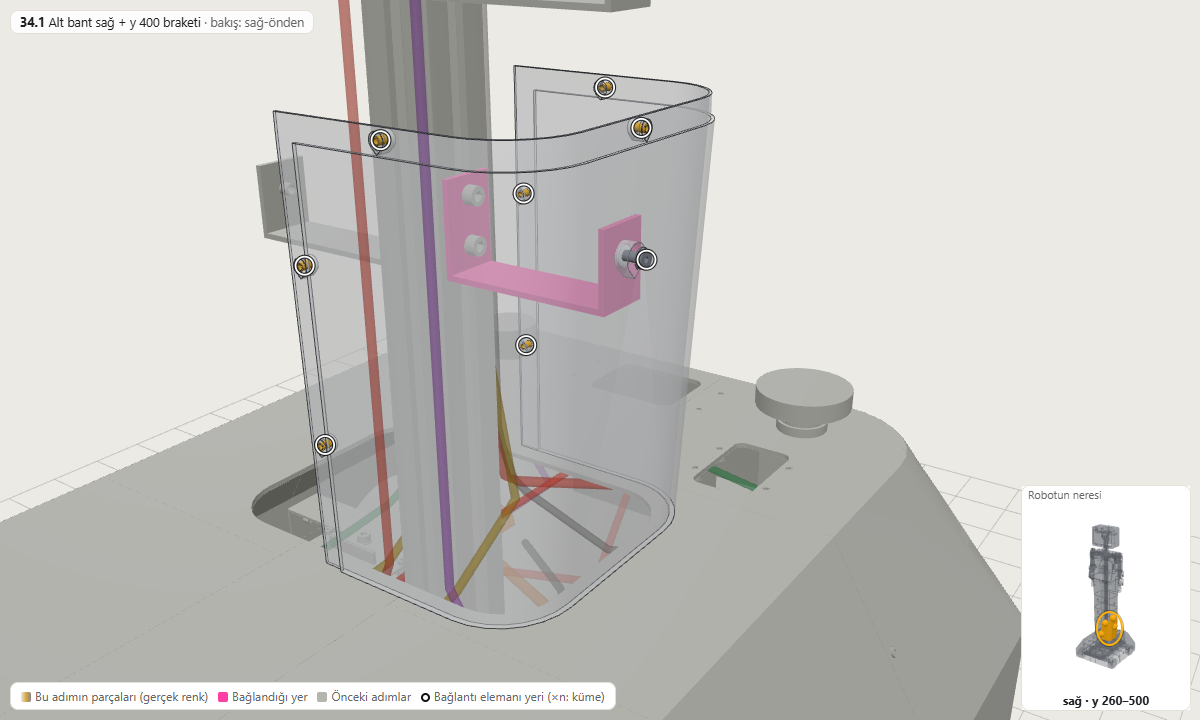 34.1 Alt bant sağ + y 400 braketi · bakış: sağ-önden
Robotun neresi
sağ · y 260–500
Bu adımın parçaları (gerçek renk) Bağlandığı yer Önceki adımlar Bağlantı elemanı yeri (×n: küme)